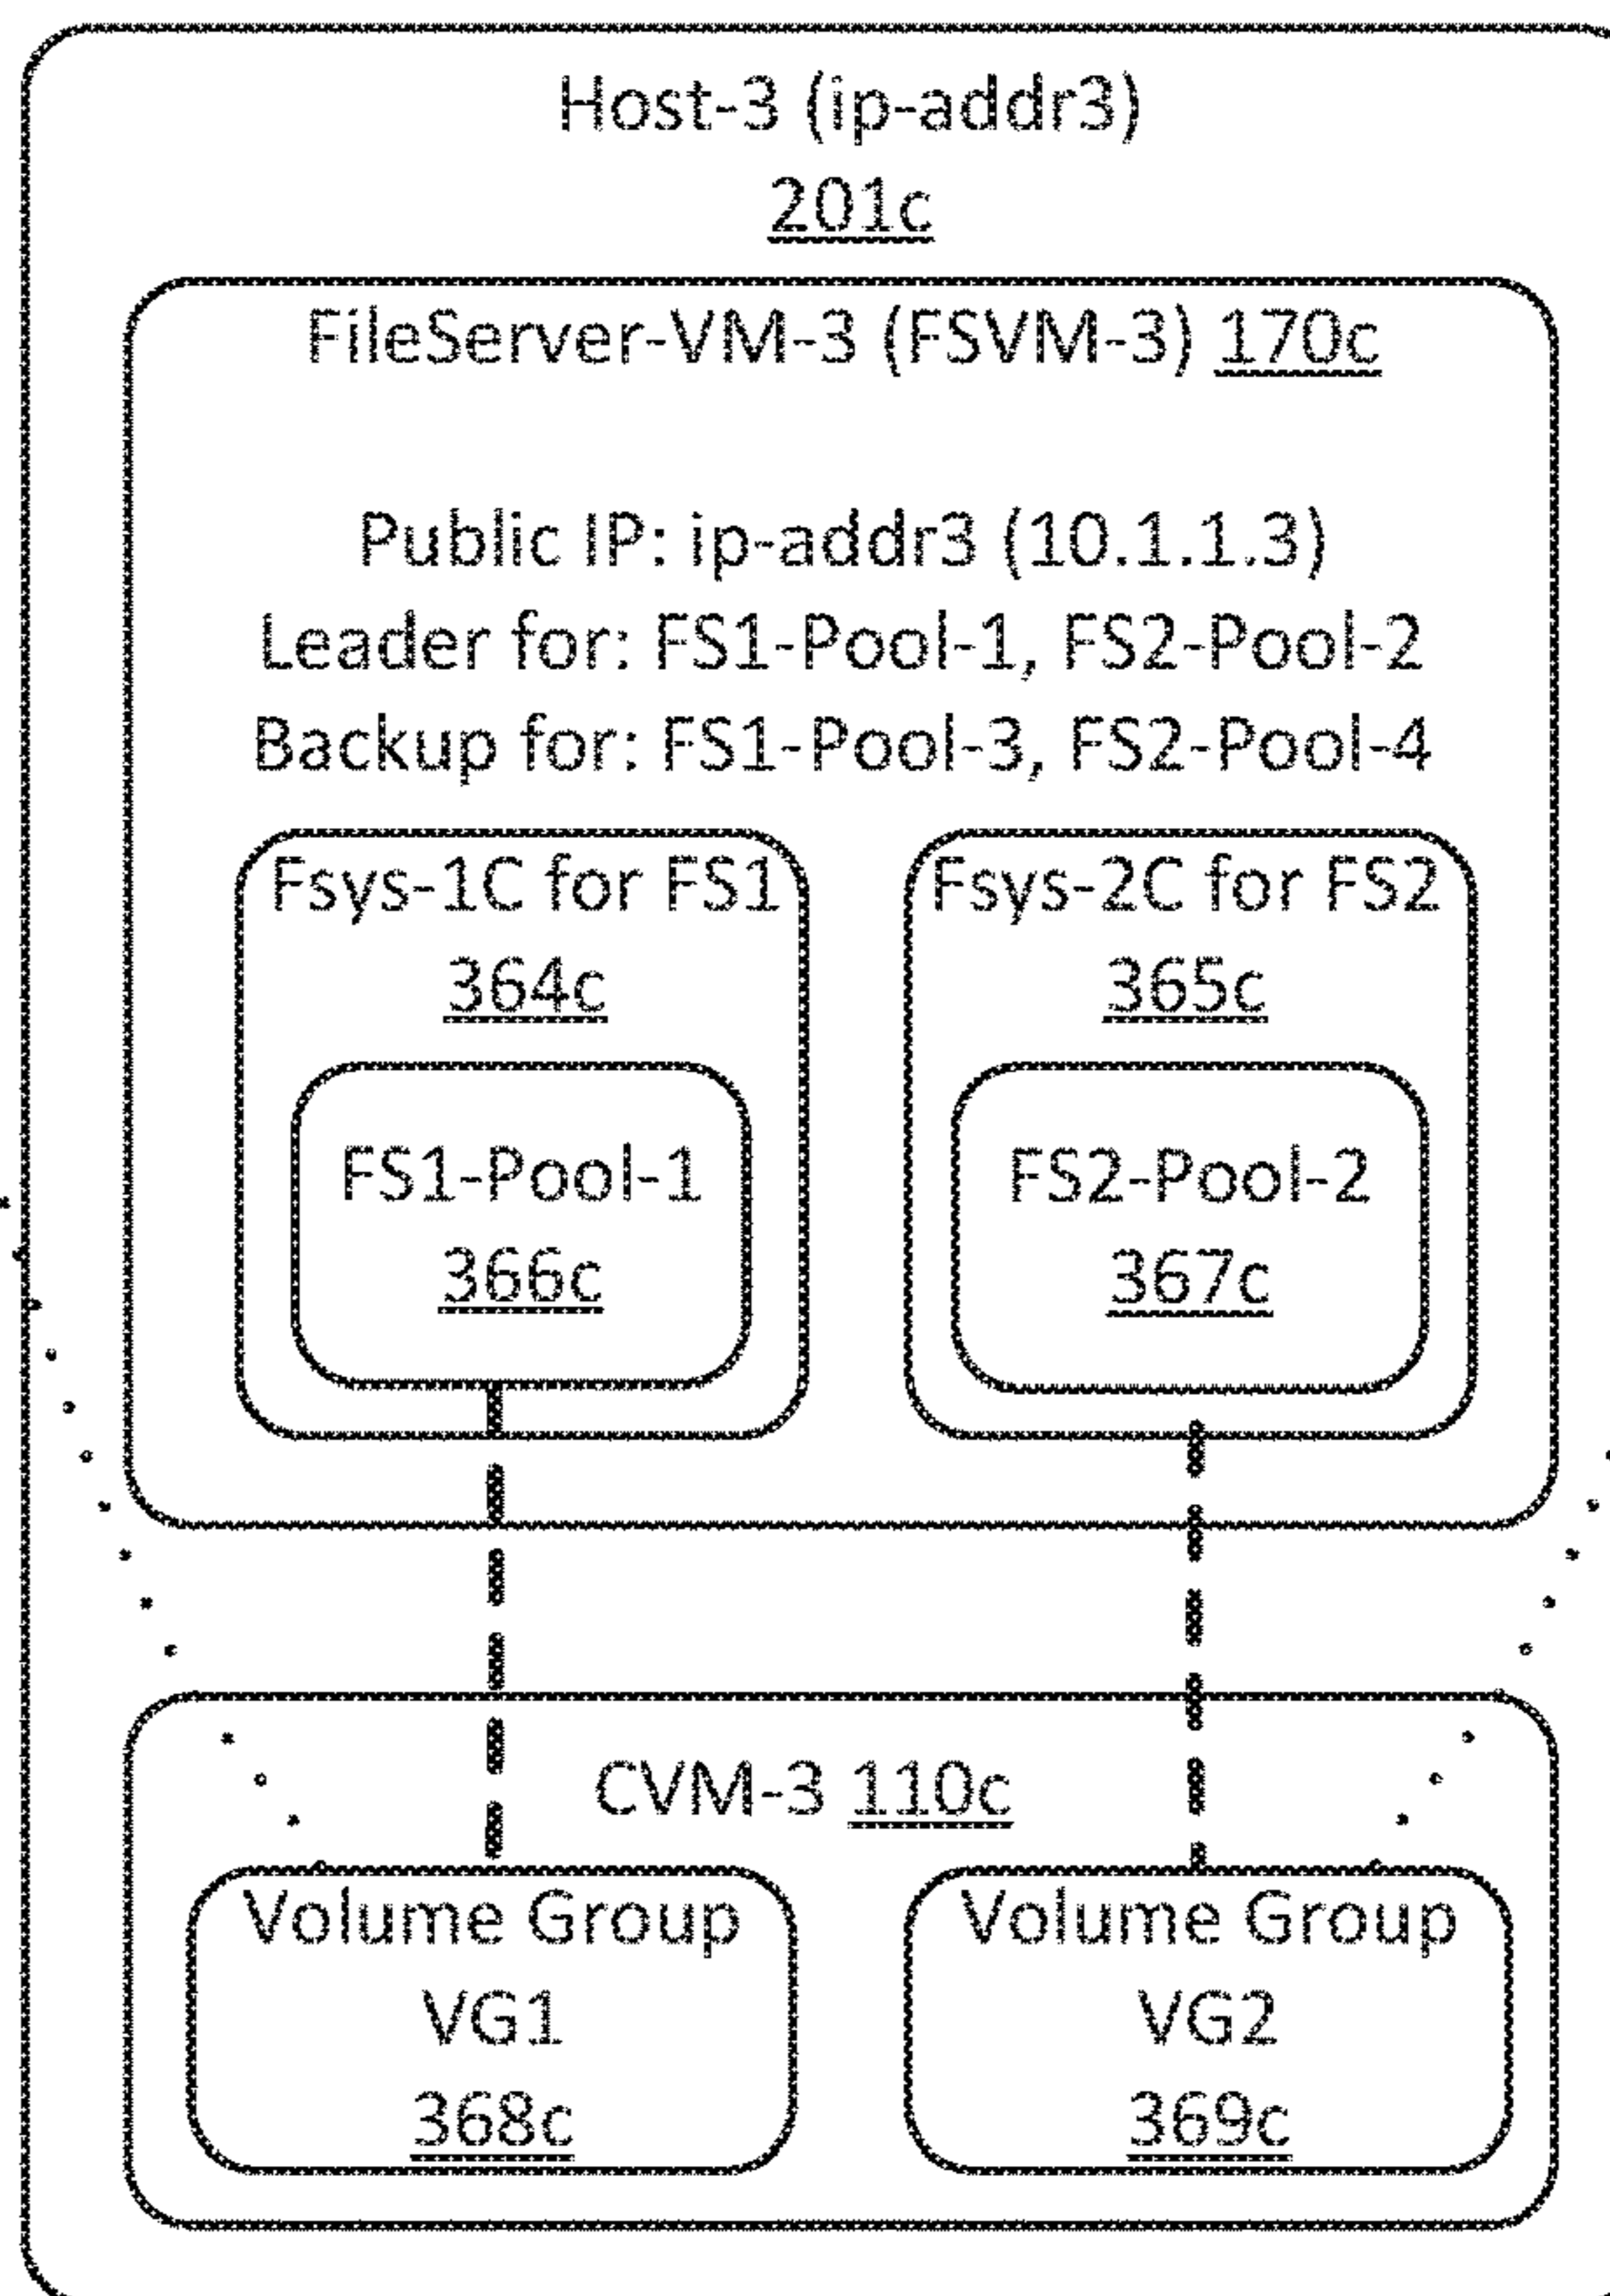 Host-3 (ip-addr3)
201c
FileServer-VM-3 (FSVM-3) 170c
Public IP: ip-addr3 (10.1.1.3)
Leader for: FS1-Pool-1, FS2-Pool-2
Backup for: FS1-Pool-3, FS2-Pool-4
Fsys-1C for FS1
364c
FS1-Pool-1
366c
Fsys-2C for FS2
365c
FS2-Pool-2
367c
CVM-3 110c
Volume Group
VG1
368c
Volume Group
VG2
369c